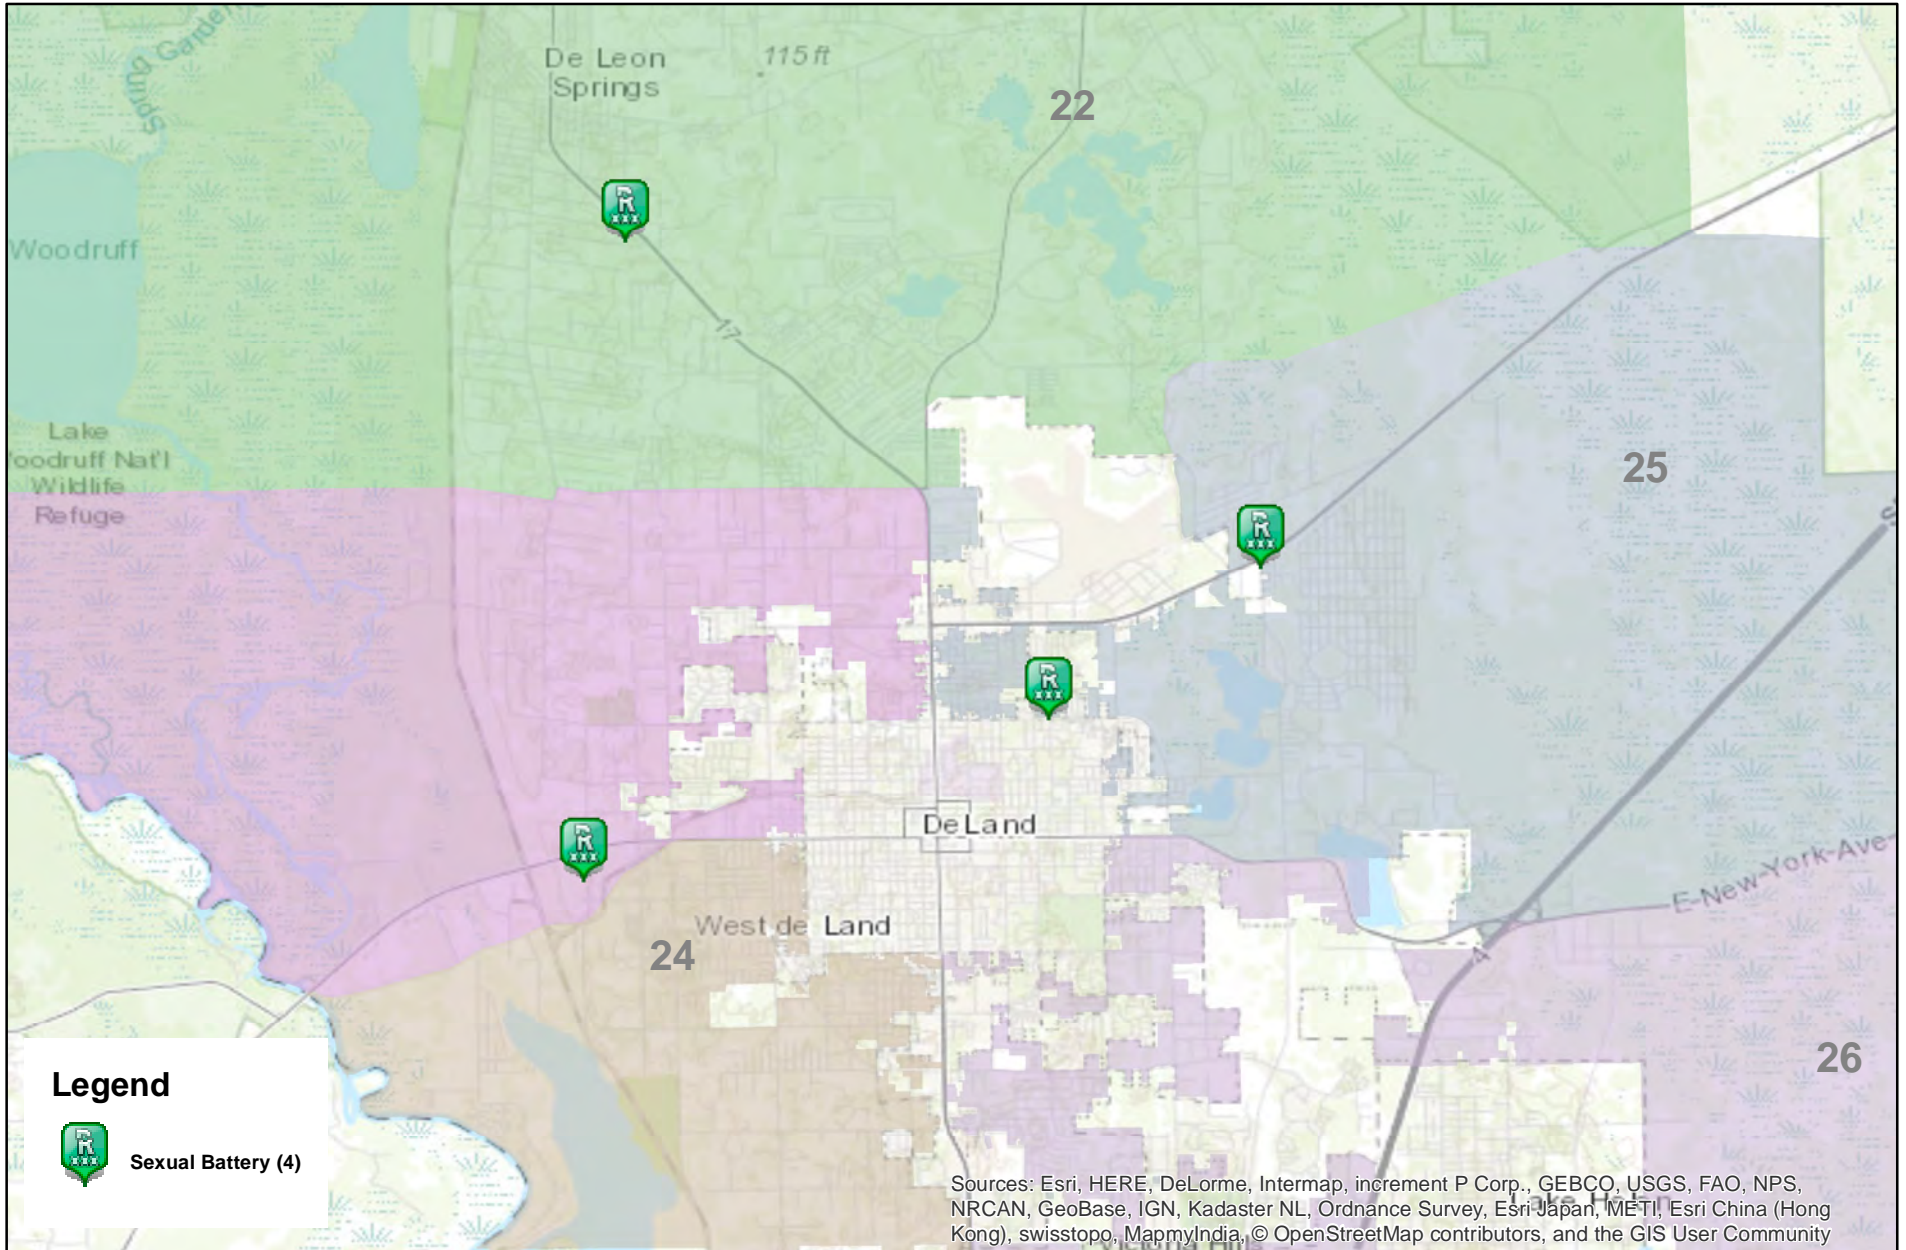 Spring Garden
De Leon
Springs
115 ft
22
Woodruff
17
Lake
oodruff Nat'l
Wildlife
Refuge
25
DeLand
E-New-York-Ave
West de Land
24
4
26
Legend
Sexual Battery (4)
Sources: Esri, HERE, DeLorme, Intermap, increment P Corp., GEBCO, USGS, FAO, NPS,
NRCAN, GeoBase, IGN, Kadaster NL, Ordnance Survey, Esri Japan, METI, Esri China (Hong
Kong), swisstopo, MapmyIndia, © OpenStreetMap contributors, and the GIS User Community